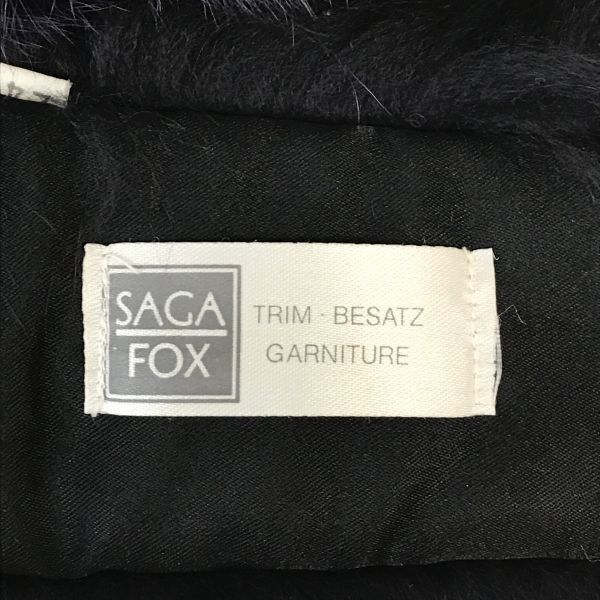 SAGA
FOX
TRIM · BESATZ
GARNITURE